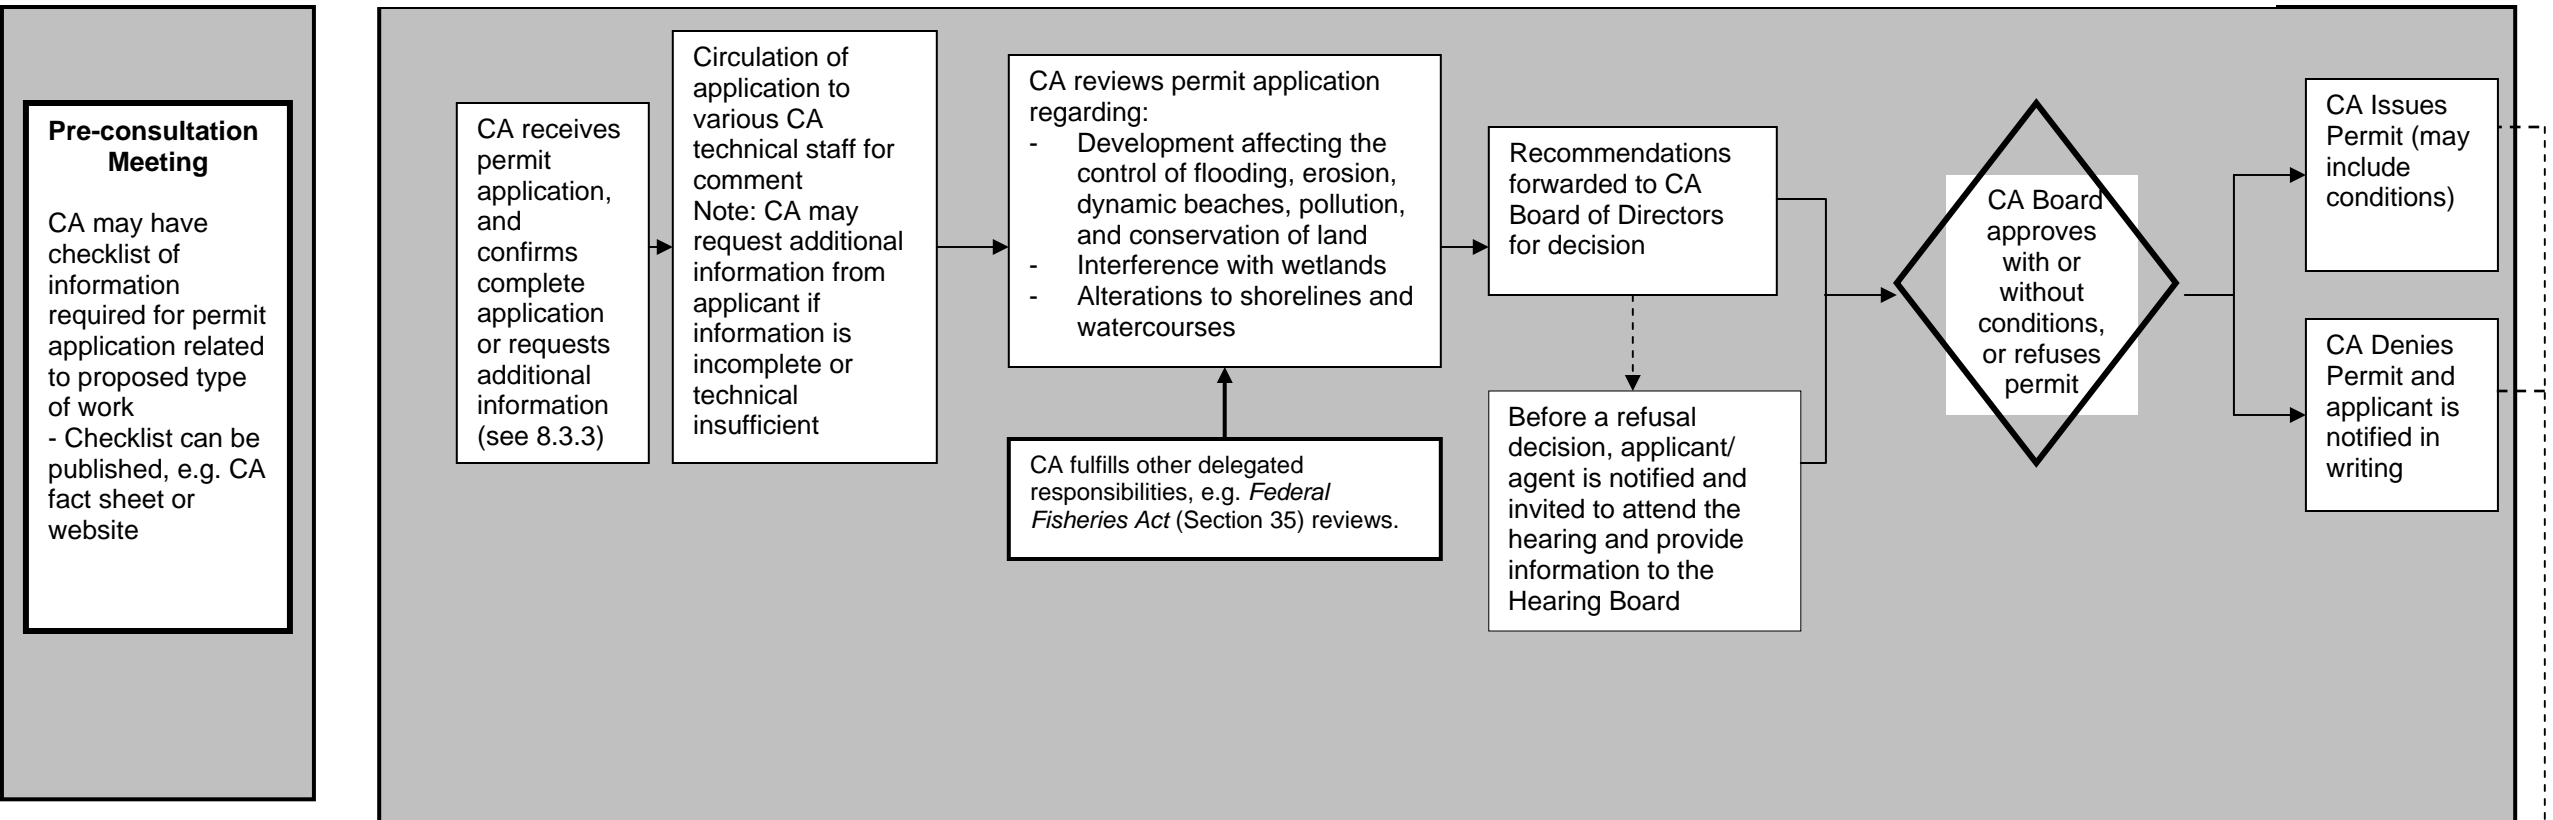 Pre-consultation
Meeting
CA may have
checklist of
information
required for permit
application related
to proposed type
of work
- Checklist can be
published, e.g. CA
fact sheet or
website
CA receives
permit
application,
and
confirms
complete
application
or requests
additional
information
(see 8.3.3)
Circulation of
application to
various CA
technical staff for
comment
Note: CA may
request additional
information from
applicant if
information is
incomplete or
technical
insufficient
CA reviews permit application
regarding:
- Development affecting the
control of flooding, erosion,
dynamic beaches, pollution,
and conservation of land
- Interference with wetlands
- Alterations to shorelines and
watercourses
CA fulfills other delegated
responsibilities, e.g. Federal
Fisheries Act (Section 35) reviews.
Recommendations
forwarded to CA
Board of Directors
for decision
Before a refusal
decision, applicant/
agent is notified and
invited to attend the
hearing and provide
information to the
Hearing Board
CA Board
approves
with or
without
conditions,
or refuses
permit
CA Issues
Permit (may
include
conditions)
CA Denies
Permit and
applicant is
notified in
writing